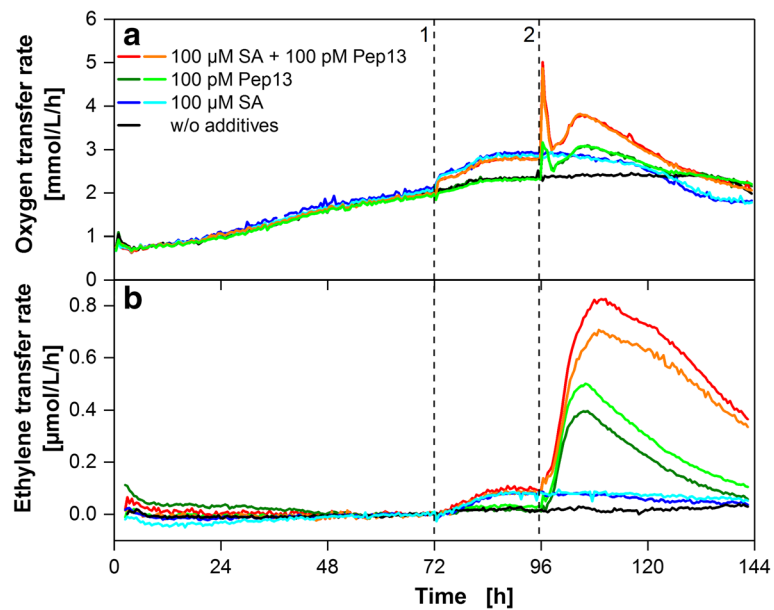 a
1
2
100 µM SA + 100 pM Pep13
100 pM Pep13
100 µM SA
w/o additives
Oxygen transfer rate
[mmol/L/h]
6
5
4
3
2
1
0
b
Ethylene transfer rate
[µmol/L/h]
0.8
0.6
0.4
0.2
0.0
0 24 48 72 96 120 144
Time [h]